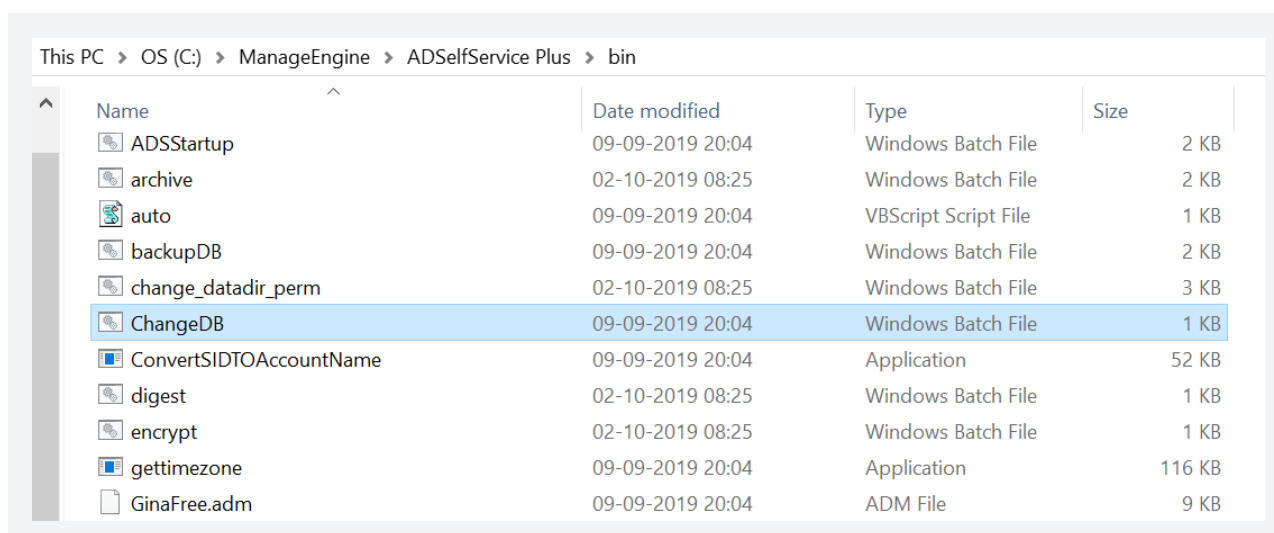 This PC > OS (C:) > ManageEngine > ADSelfService Plus > bin
Name Date modified Type Size
ADSStartup 09-09-2019 20:04 Windows Batch File 2 KB
archive 02-10-2019 08:25 Windows Batch File 2 KB
auto 09-09-2019 20:04 VBScript Script File 1 KB
backupDB 09-09-2019 20:04 Windows Batch File 2 KB
change_datadir_perm 02-10-2019 08:25 Windows Batch File 3 KB
ChangeDB 09-09-2019 20:04 Windows Batch File 1 KB
ConvertSIDTOAccountName 09-09-2019 20:04 Application 52 KB
digest 02-10-2019 08:25 Windows Batch File 1 KB
encrypt 02-10-2019 08:25 Windows Batch File 1 KB
gettimezone 09-09-2019 20:04 Application 116 KB
GinaFree.adm 09-09-2019 20:04 ADM File 9 KB